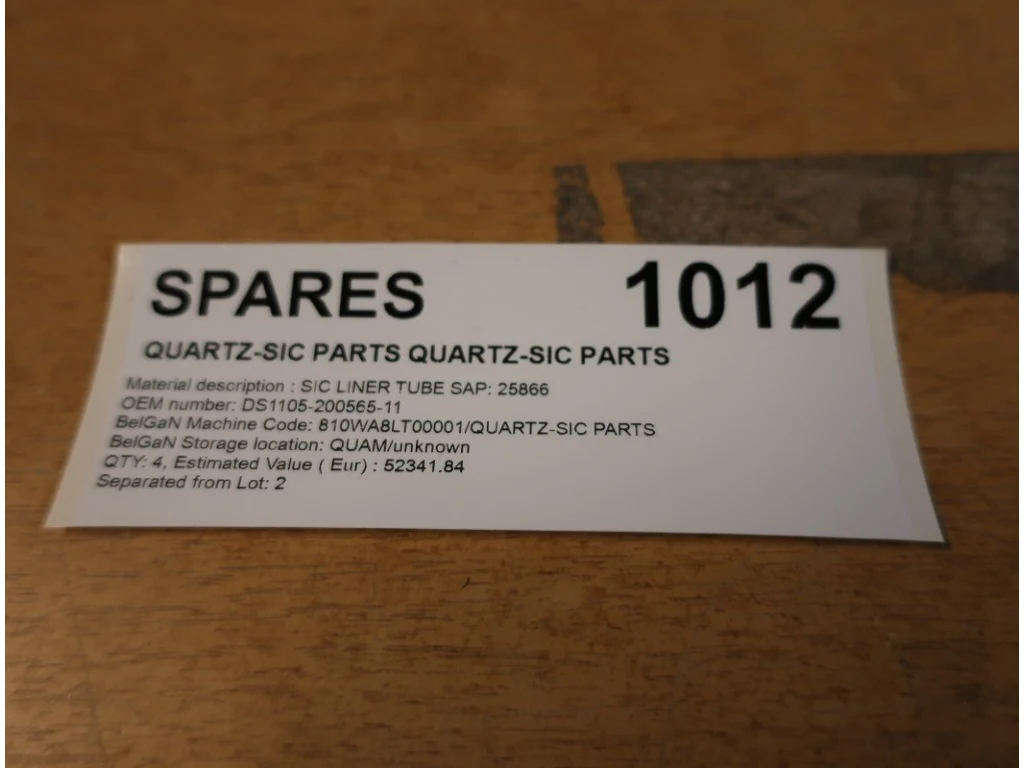 SPARES 1012
QUARTZ-SIC PARTS QUARTZ-SIC PARTS
Material description : SIC LINER TUBE SAP: 25866
OEM number: DS1105-200565-11
BelGaN Machine Code: 810WA8LT00001/QUARTZ-SIC PARTS
BelGaN Storage location: QUAM/unknown
QTY: 4, Estimated Value ( Eur) : 52341.84
Separated from Lot: 2